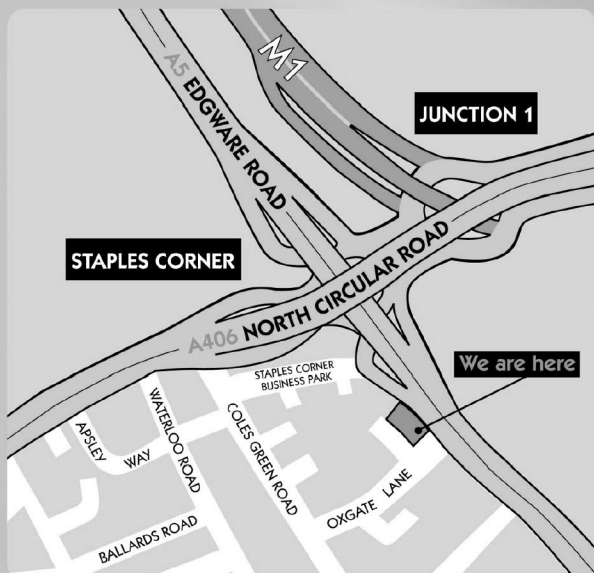 M1
A5 EDGWARE ROAD
JUNCTION 1
STAPLES CORNER
A406 NORTH CIRCULAR ROAD
We are here
STAPLES CORNER
BUSINESS PARK
APSLEY
WAY
WATERLOO ROAD
COLES GREEN ROAD
OXGATE LANE
BALLARDS ROAD